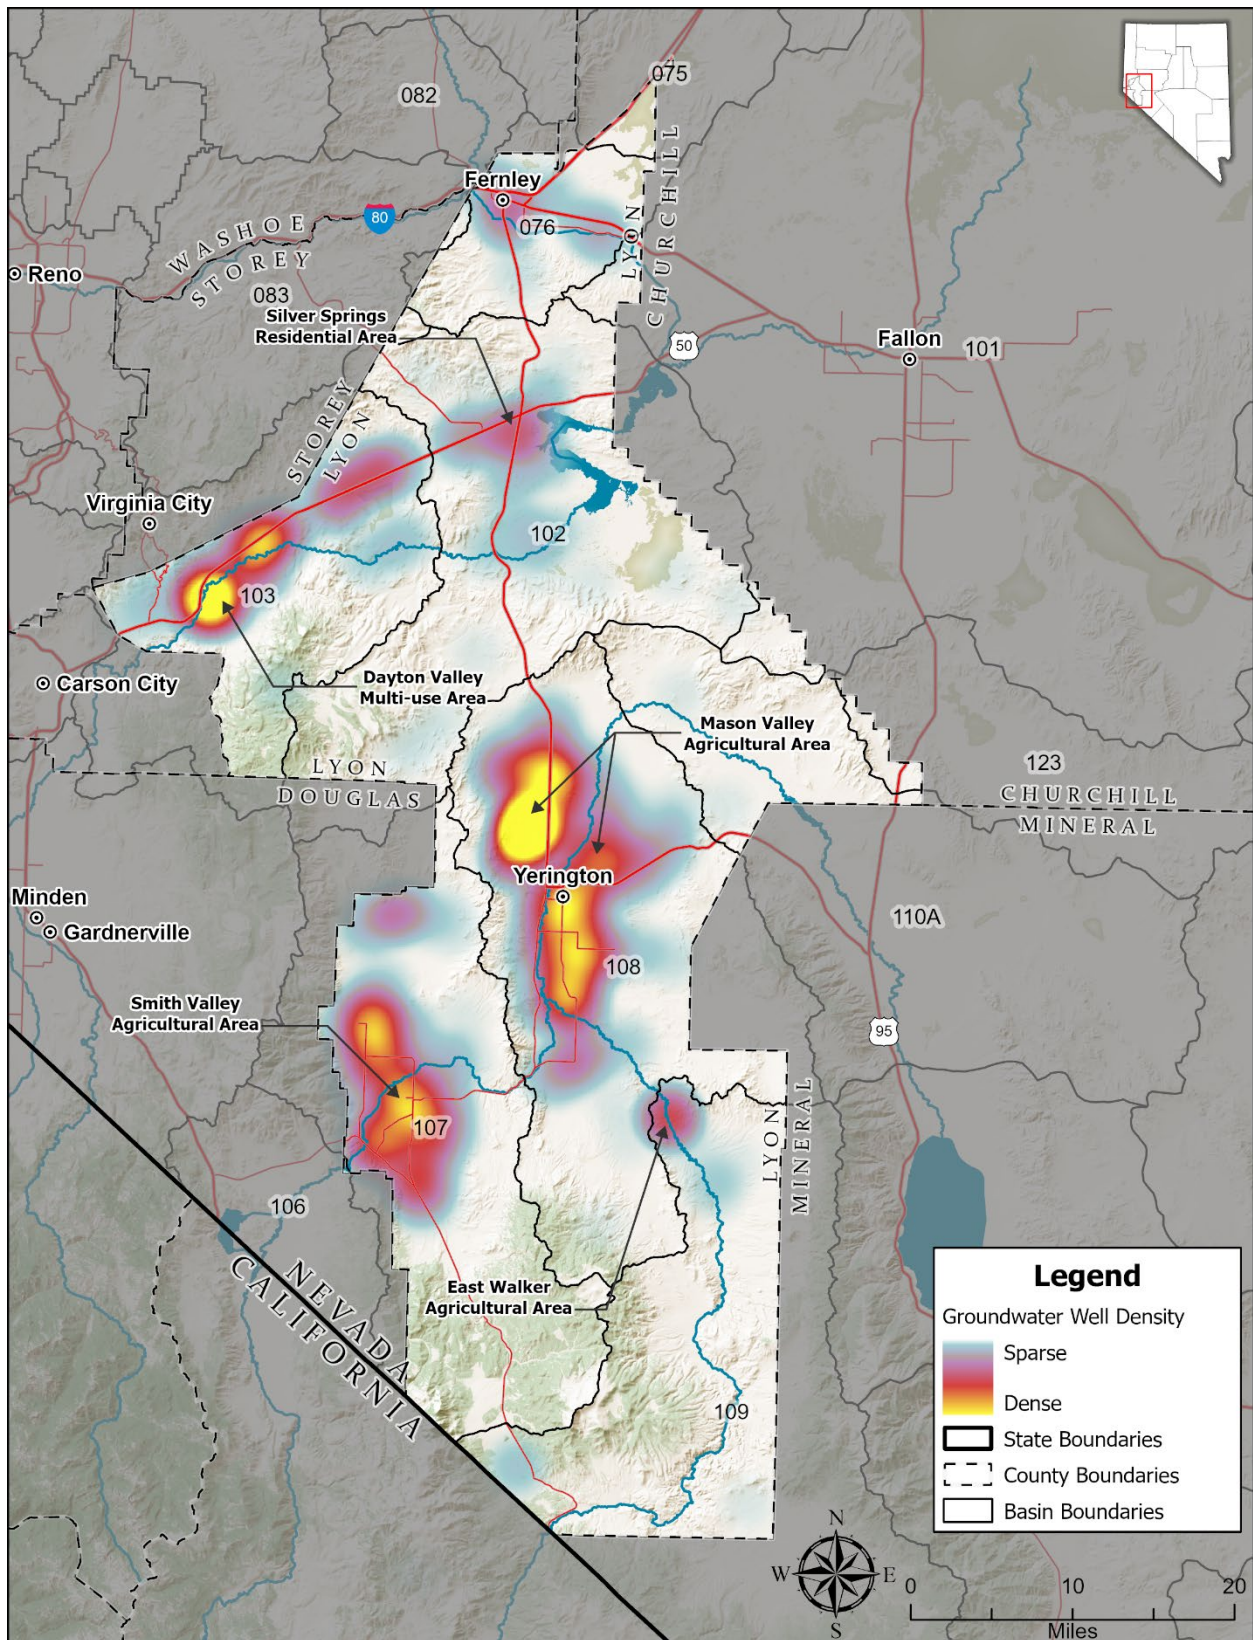 075
082
Fernley
80
076
WASHOE
STOREY
LYON
CHURCHILL
Reno
083
Silver Springs
Residential Area
50
Fallon
101
STOREY
LYON
Virginia City
102
103
Carson City
Dayton Valley
Multi-use Area
Mason Valley
Agricultural Area
LYON
DOUGLAS
123
CHURCHILL
MINERAL
Yerington
Minden
Gardnerville
110A
108
Smith Valley
Agricultural Area
95
107
LYON
MINERAL
106
NEVADA
CALIFORNIA
East Walker
Agricultural Area
109
Legend
Groundwater Well Density
Sparse
Dense
State Boundaries
County Boundaries
Basin Boundaries
N
W
E
S
0
10
20
Miles